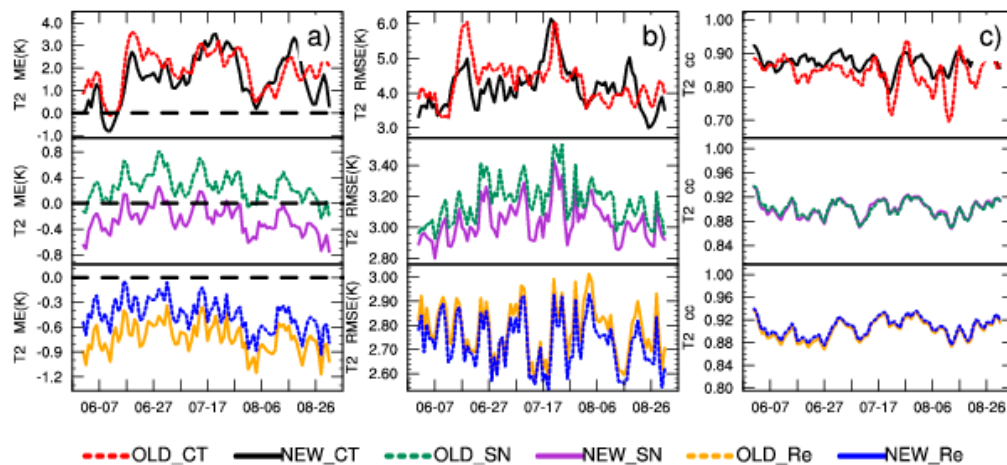 a)
T2 ME(K)
4.0
3.0
2.0
1.0
0.0
-1.0
T2 ME(K)
0.8
0.4
0.0
-0.4
-0.8
T2 ME(K)
0.0
-0.3
-0.6
-0.9
-1.2
06-07 06-27 07-17 08-06 08-26
b)
T2 RMSE(K)
6.0
5.0
4.0
3.0
T2 RMSE(K)
3.40
3.20
3.00
2.80
T2 RMSE(K)
3.00
2.90
2.80
2.70
2.60
06-07 06-27 07-17 08-06 08-26
c)
T2 cc
1.00
0.90
0.80
0.70
T2 cc
1.00
0.96
0.92
0.88
0.84
T2 cc
1.00
0.96
0.92
0.88
0.84
0.80
06-07 06-27 07-17 08-06 08-26
OLD_CT NEW_CT OLD_SN NEW_SN OLD_Re NEW_Re